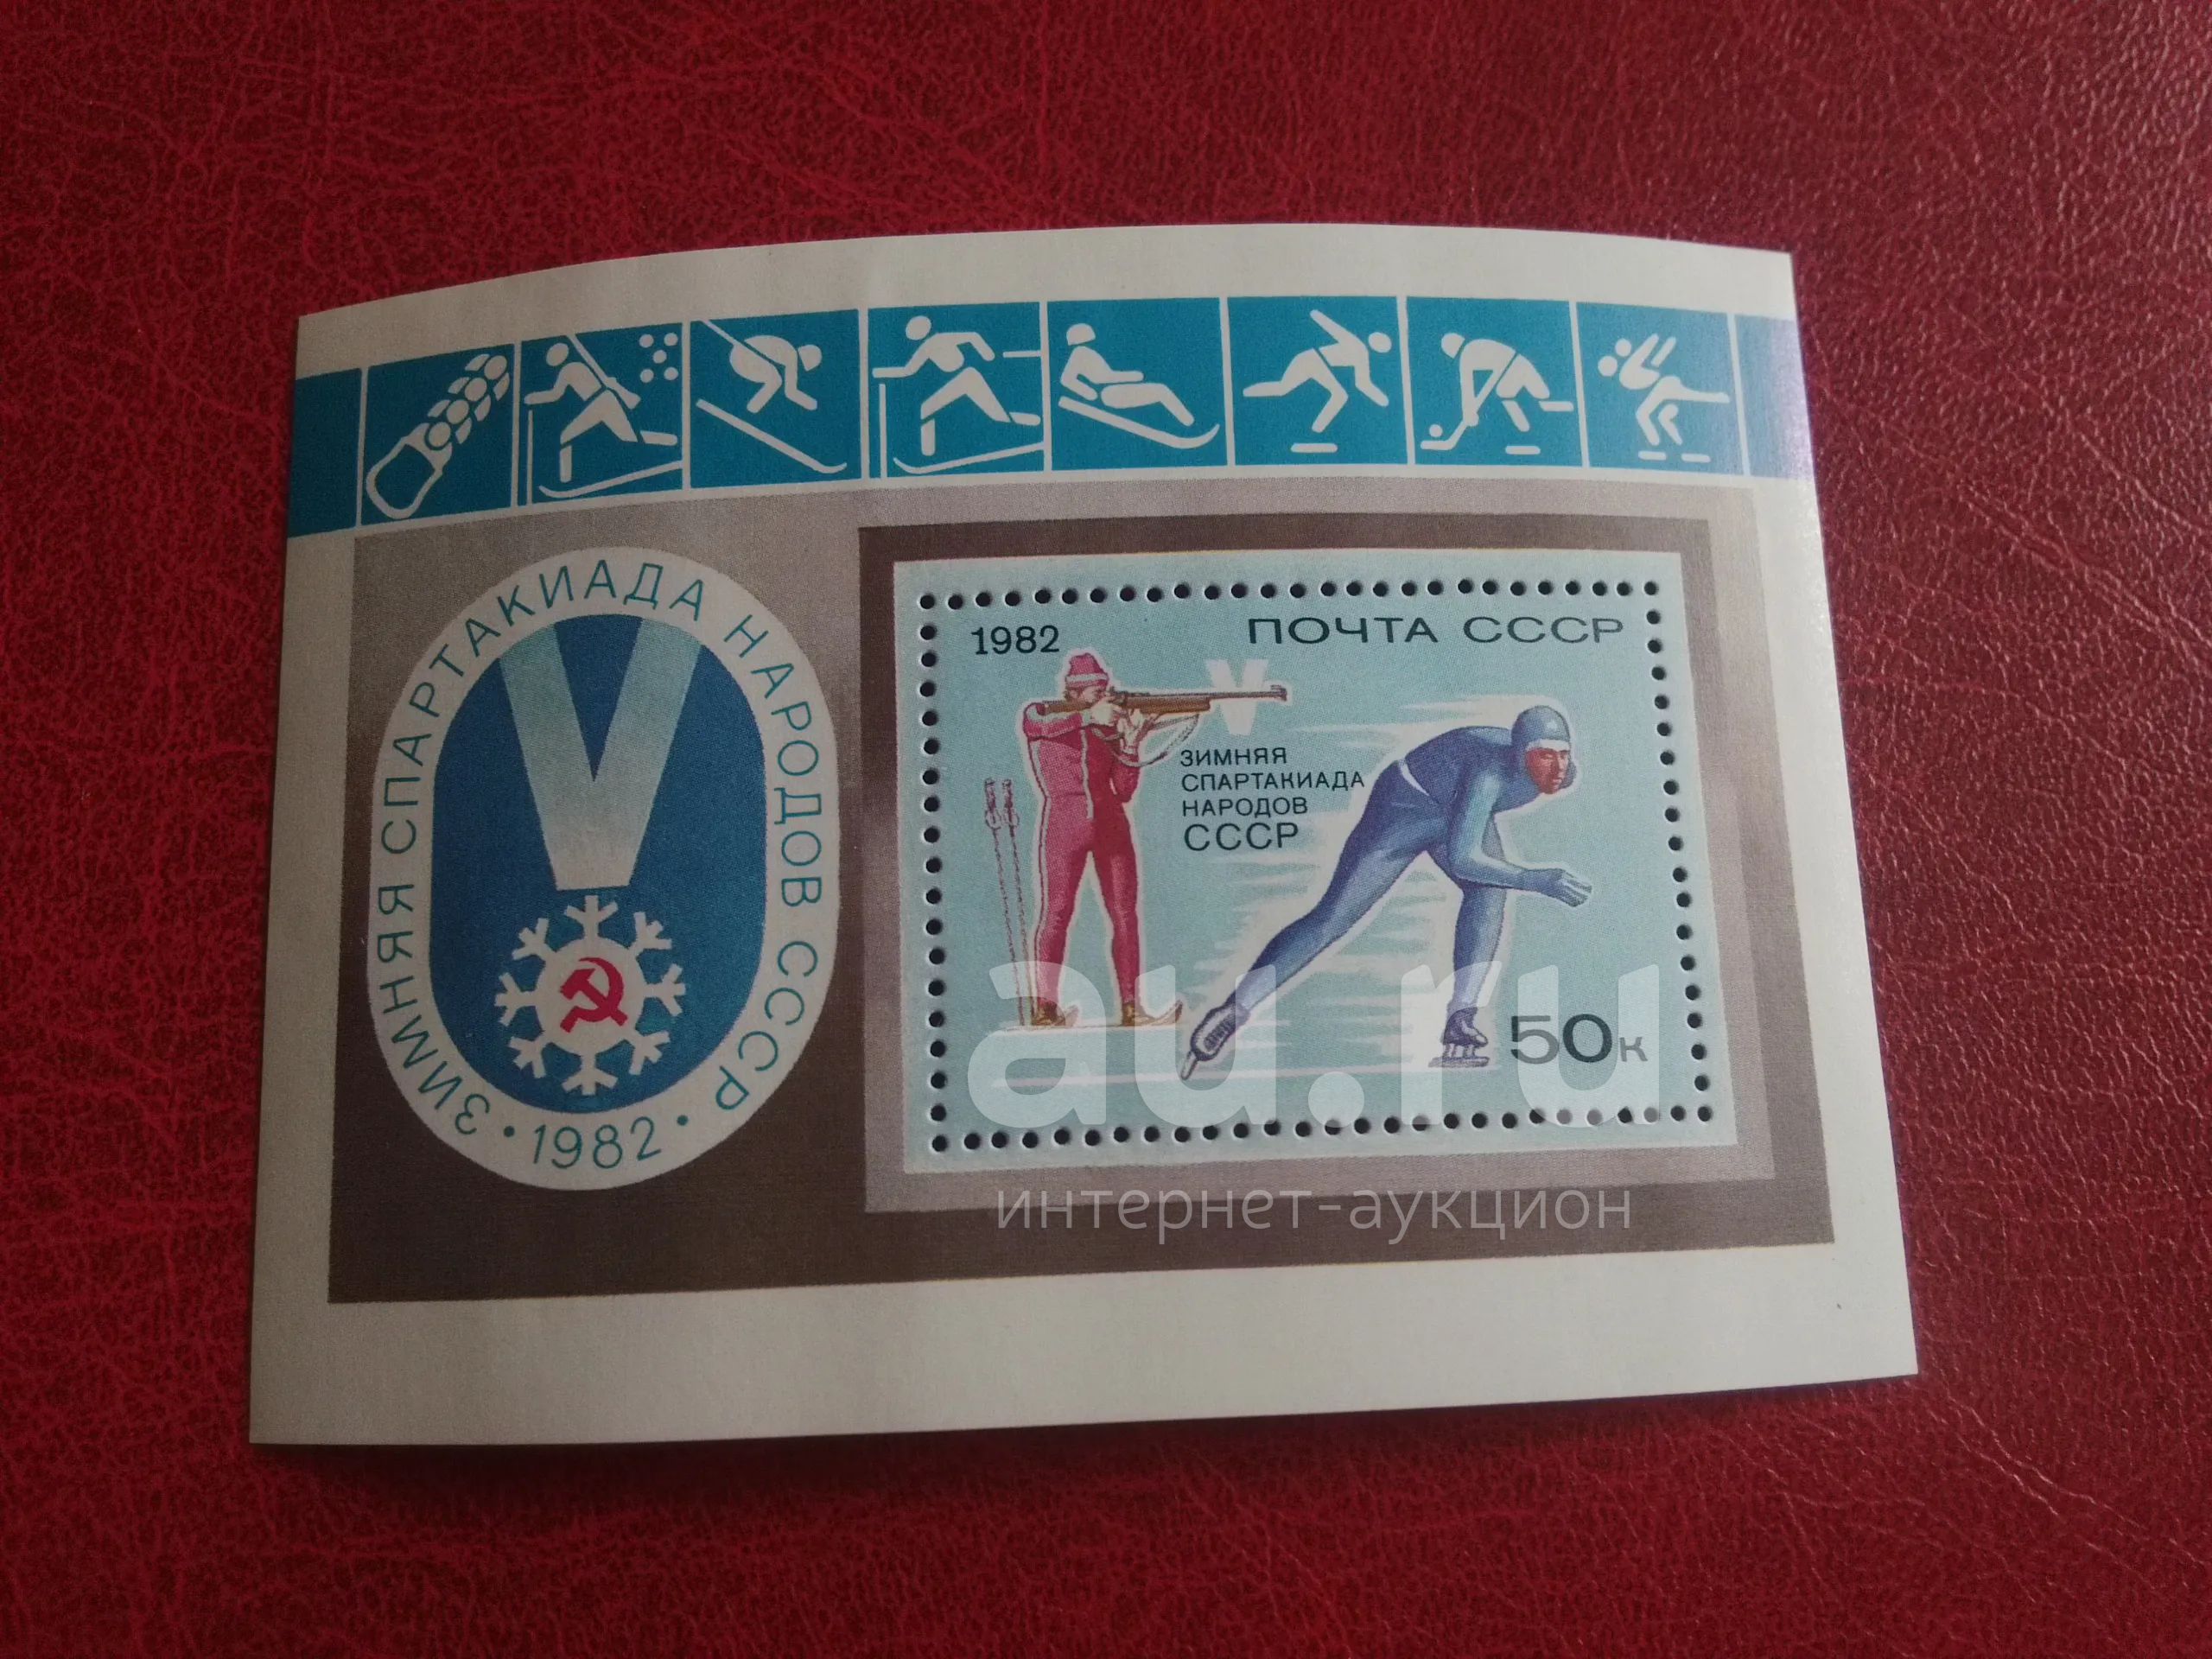 ЗИМНЯЯ СПАРТАКИАДА НАРОДОВ СССР
• 1982 •
1982
ПОЧТА СССР
V
ЗИМНЯЯ
СПАРТАКИАДА
НАРОДОВ
СССР
50к
au.ru
интернет-аукцион